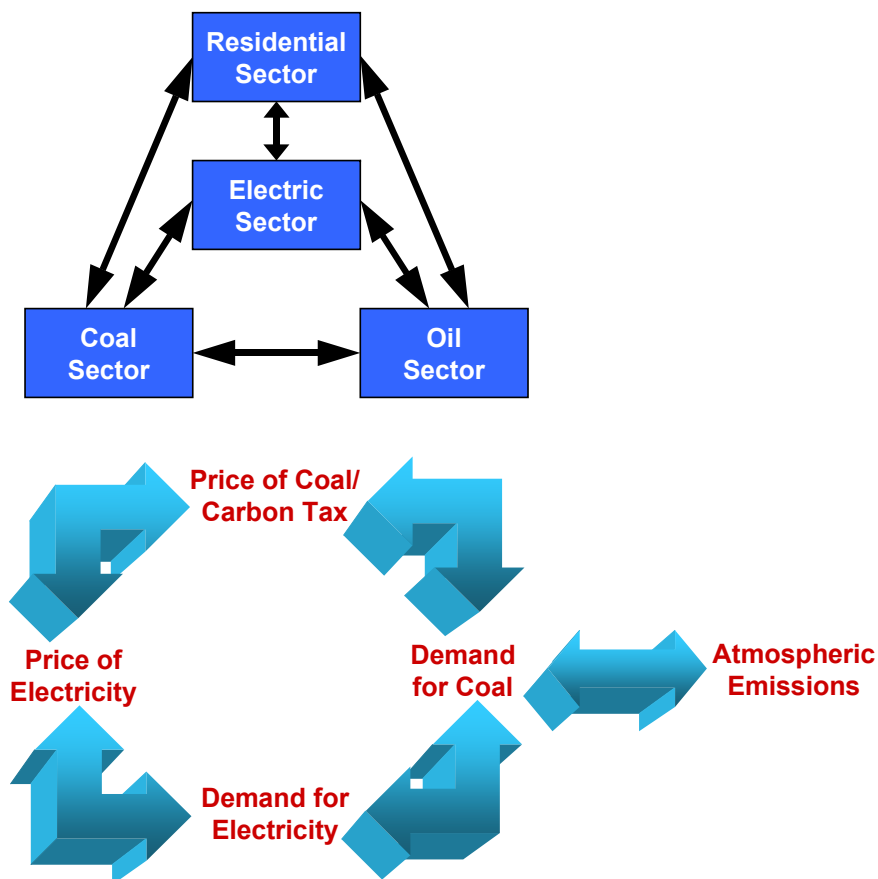 Residential
Sector
Electric
Sector
Coal
Sector
Oil
Sector
Price of Coal/
Carbon Tax
Price of
Electricity
Demand
for Coal
Atmospheric
Emissions
Demand for
Electricity